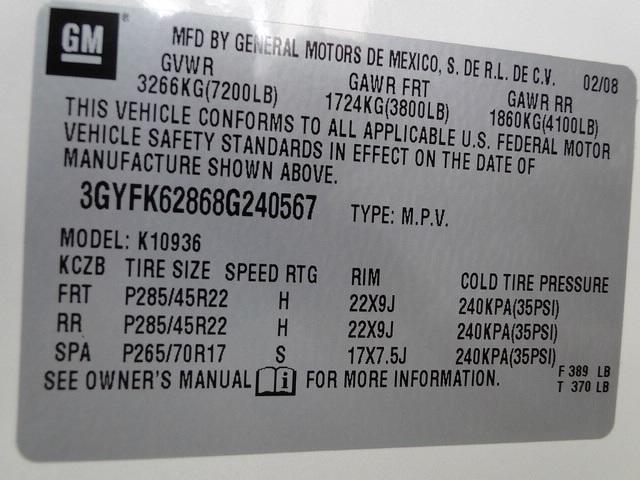 GM ®
MFD BY GENERAL MOTORS DE MEXICO, S. DE R.L. DE C.V. 02/08
GVWR GAWR FRT GAWR RR
3266KG(7200LB) 1724KG(3800LB) 1860KG(4100LB)
THIS VEHICLE CONFORMS TO ALL APPLICABLE U.S. FEDERAL MOTOR
VEHICLE SAFETY STANDARDS IN EFFECT ON THE DATE OF
MANUFACTURE SHOWN ABOVE.
3GYFK62868G240567 TYPE: M.P.V.
MODEL: K10936
KCZB TIRE SIZE SPEED RTG RIM COLD TIRE PRESSURE
FRT P285/45R22 H 22X9J 240KPA(35PSI)
RR P285/45R22 H 22X9J 240KPA(35PSI)
SPA P265/70R17 S 17X7.5J 240KPA(35PSI)
SEE OWNER'S MANUAL i FOR MORE INFORMATION.
F 389 LB
T 370 LB